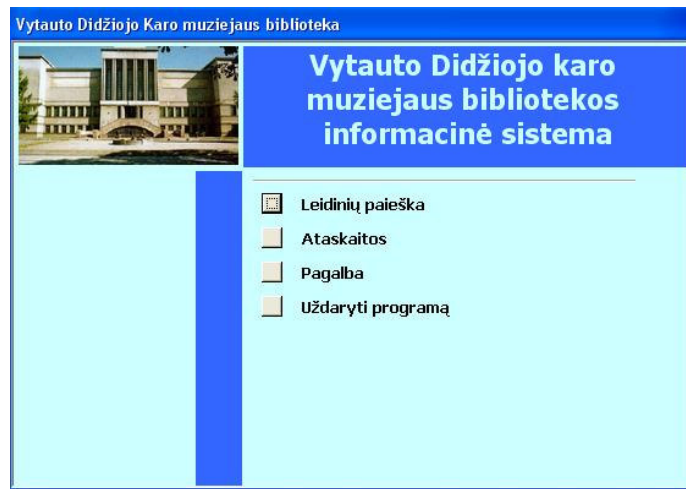 Vytauto Didžiojo Karo muziejaus biblioteka
Vytauto Didžiojo karo
muziejaus bibliotekos
informacinė sistema
Leidinių paieška
Ataskaitos
Pagalba
Uždaryti programą